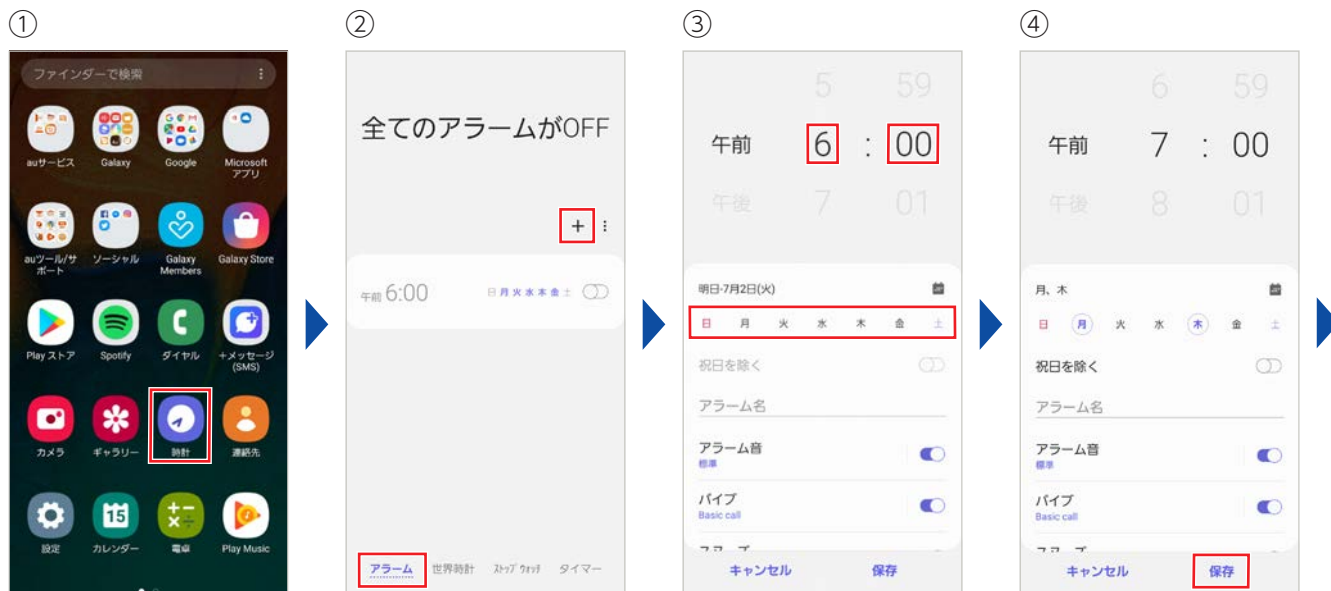 ①
ファインダーで検索
auサービス
Galaxy
Google
Microsoft
アプリ
auツール/サ
ポート
ソーシャル
Galaxy
Members
Galaxy Store
Play ストア
Spotify
ダイヤル
+メッセージ
(SMS)
カメラ
ギャラリー
時計
連絡先
設定
15
カレンダー
電卓
Play Music
②
全てのアラームがOFF
+
午前 6:00
日 月 火 水 木 金 土
アラーム
世界時計
ストップウォッチ
タイマー
③
5 59
午前 6 : 00
午後 7 01
明日-7月2日(火)
日 月 火 水 木 金 土
祝日を除く
アラーム名
アラーム音
標準
バイブ
Basic call
キャンセル
保存
④
6 59
午前 7 : 00
午後 8 01
月、木
日 月 火 水 木 金 土
祝日を除く
アラーム名
アラーム音
標準
バイブ
Basic call
キャンセル
保存